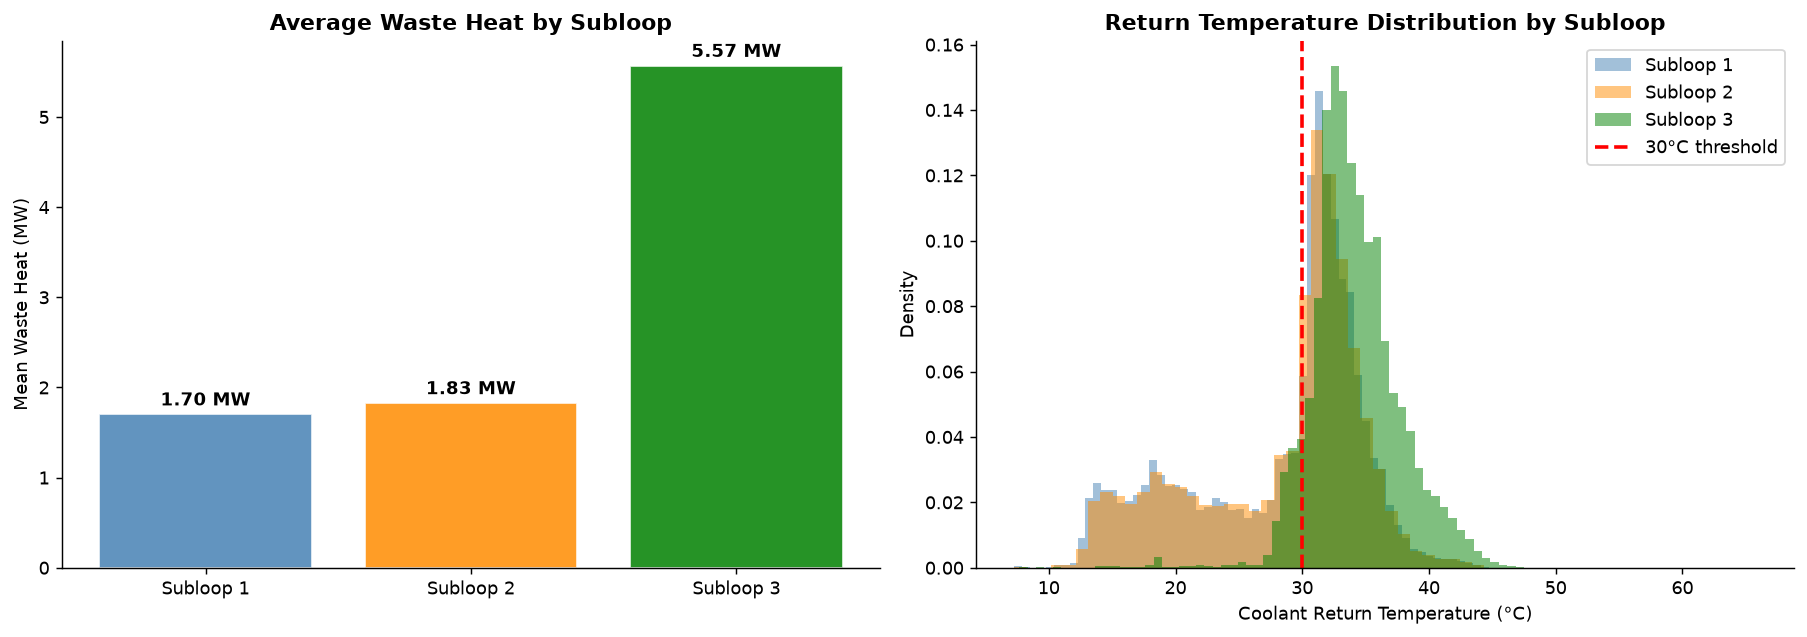 Average Waste Heat by Subloop
Mean Waste Heat (MW)
5
4
3
2
1
0
1.70 MW
1.83 MW
5.57 MW
Subloop 1
Subloop 2
Subloop 3
Return Temperature Distribution by Subloop
Density
0.16
0.14
0.12
0.10
0.08
0.06
0.04
0.02
0.00
Subloop 1
Subloop 2
Subloop 3
30°C threshold
10
20
30
40
50
60
Coolant Return Temperature (°C)